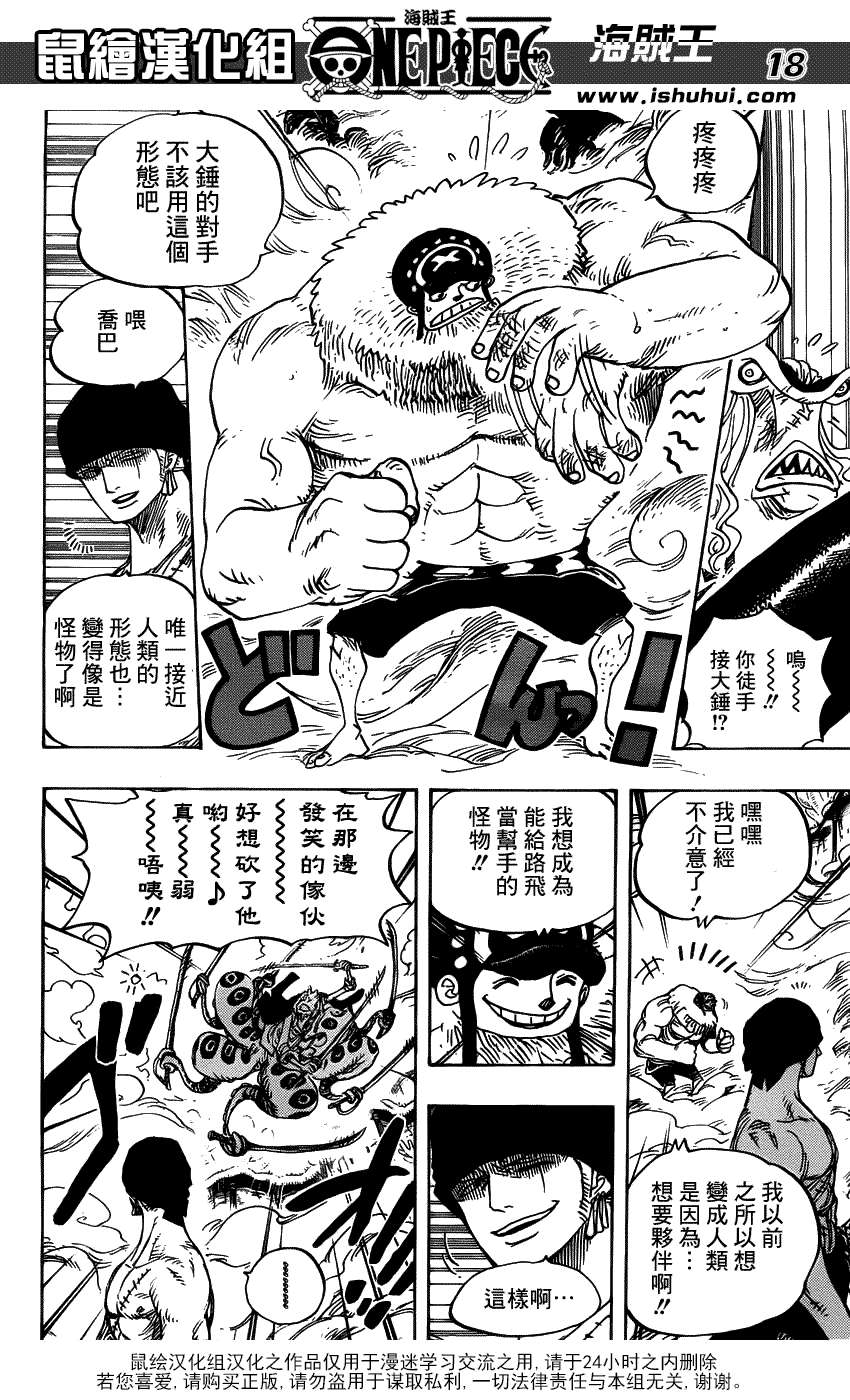 鼠繪漢化組
海賊王
ONE PIECE
海賊王
18
www.ishuhui.com
疼疼疼
大錘的對手
不該用這個
形態吧
喂
喬巴
唯一接近
人類的
形態也…
變得像是
怪物了啊
どんっ!
嗚~~
你徒手!!
接大錘!?
嘿嘿
我已經
不介意了!
我以前
之所以想
變成人類
是因為…
想要夥伴啊!!
我想成為
能給路飛
當幫手的
怪物!!
這樣啊…
在那邊
發笑的傢伙
~~~~
好想砍了他
喲~~♪
真~~弱
~~唔咦!!
鼠绘汉化组汉化之作品仅用于漫迷学习交流之用, 请于24小时之内删除
若您喜爱, 请购买正版, 请勿盗用于谋取私利, 一切法律责任与本组无关, 谢谢.